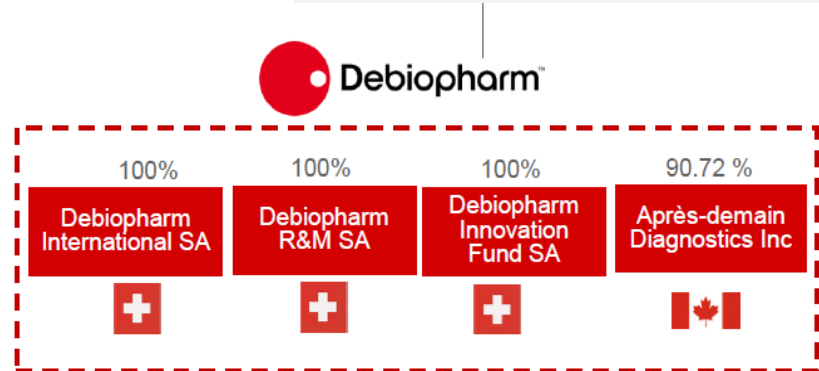 Debiopharm™
100%
100%
100%
90.72 %
Debiopharm
International SA
Debiopharm
R&M SA
Debiopharm
Innovation
Fund SA
Après-demain
Diagnostics Inc